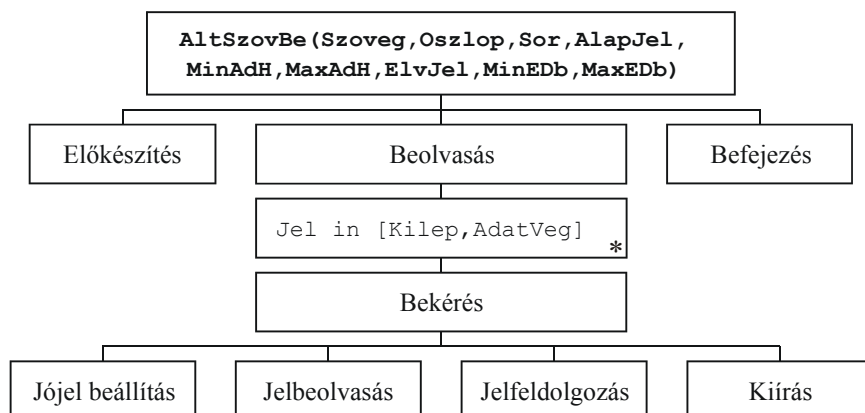 AltSzovBe(Szoveg,Oszlop,Sor,AlapJel,
MinAdH,MaxAdH,ElvJel,MinEDb,MaxEDb)
Előkészítés
Beolvasás
Befejezés
Jel in [Kilep,AdatVeg]
*
Bekérés
Jójel beállítás
Jelbeolvasás
Jelfeldolgozás
Kiírás